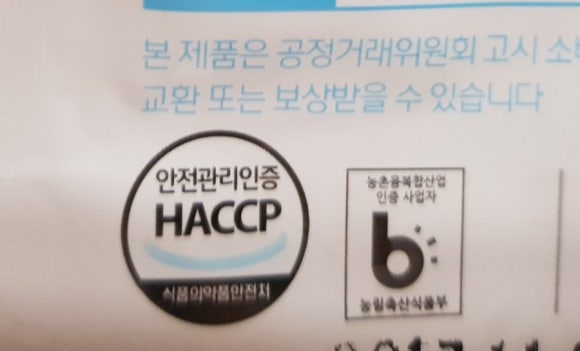 본 제품은 공정거래위원회 고시
교환 또는 보상받을 수 있습니다
안전관리인증
HACCP
식품의약품안전처
농촌융복합산업
인증 사업자
b
농림축산식품부